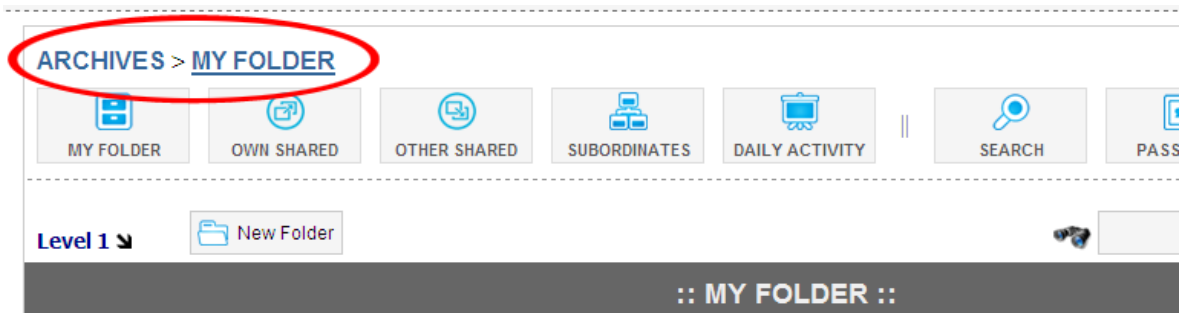 ARCHIVES > MY FOLDER
MY FOLDER OWN SHARED OTHER SHARED SUBORDINATES DAILY ACTIVITY || SEARCH
Level 1 New Folder
:: MY FOLDER ::